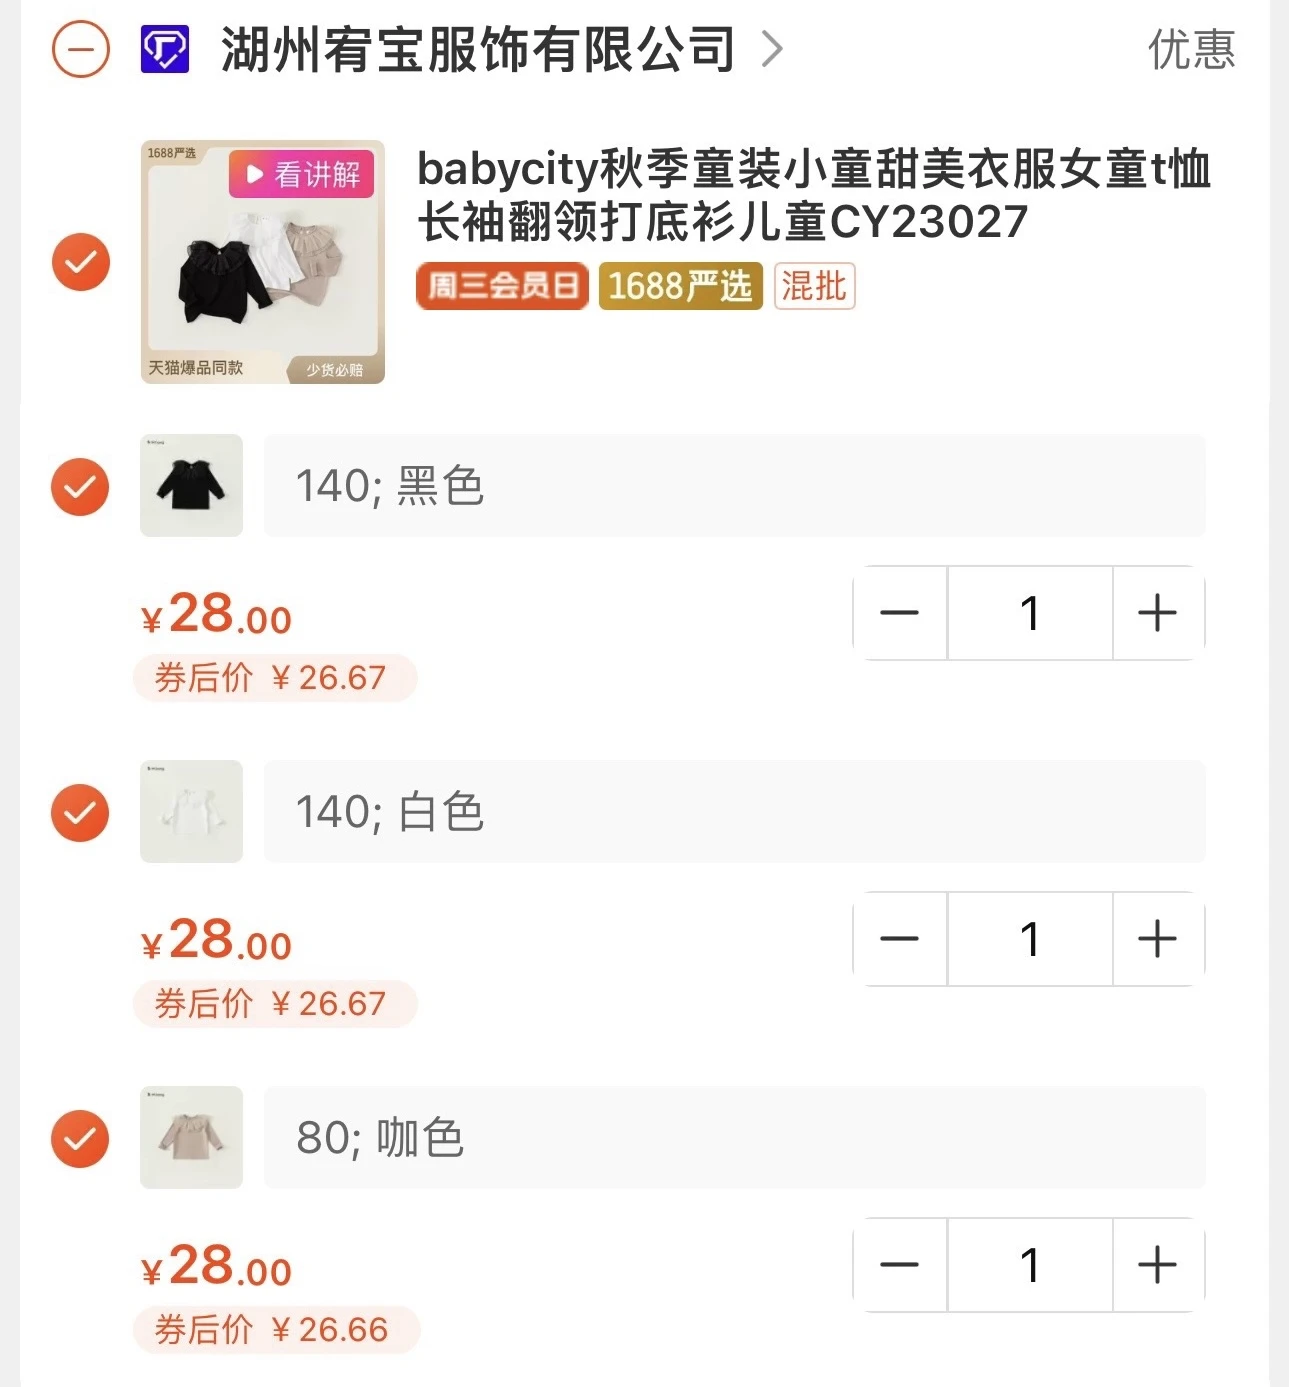 湖州宥宝服饰有限公司
优惠
1688严选
看讲解
天猫爆品同款
少货必赔
babycity秋季童装小童甜美衣服女童t恤
长袖翻领打底衫儿童CY23027
周三会员日 1688严选 混批
140; 黑色
¥28.00
1
券后价 ¥26.67
140; 白色
¥28.00
1
券后价 ¥26.67
80; 咖色
¥28.00
1
券后价 ¥26.66